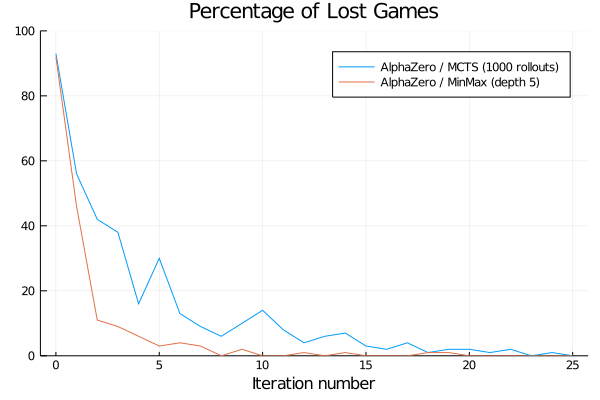 Percentage of Lost Games
100
80
60
40
20
0
AlphaZero / MCTS (1000 rollouts)
AlphaZero / MinMax (depth 5)
0 5 10 15 20 25
Iteration number